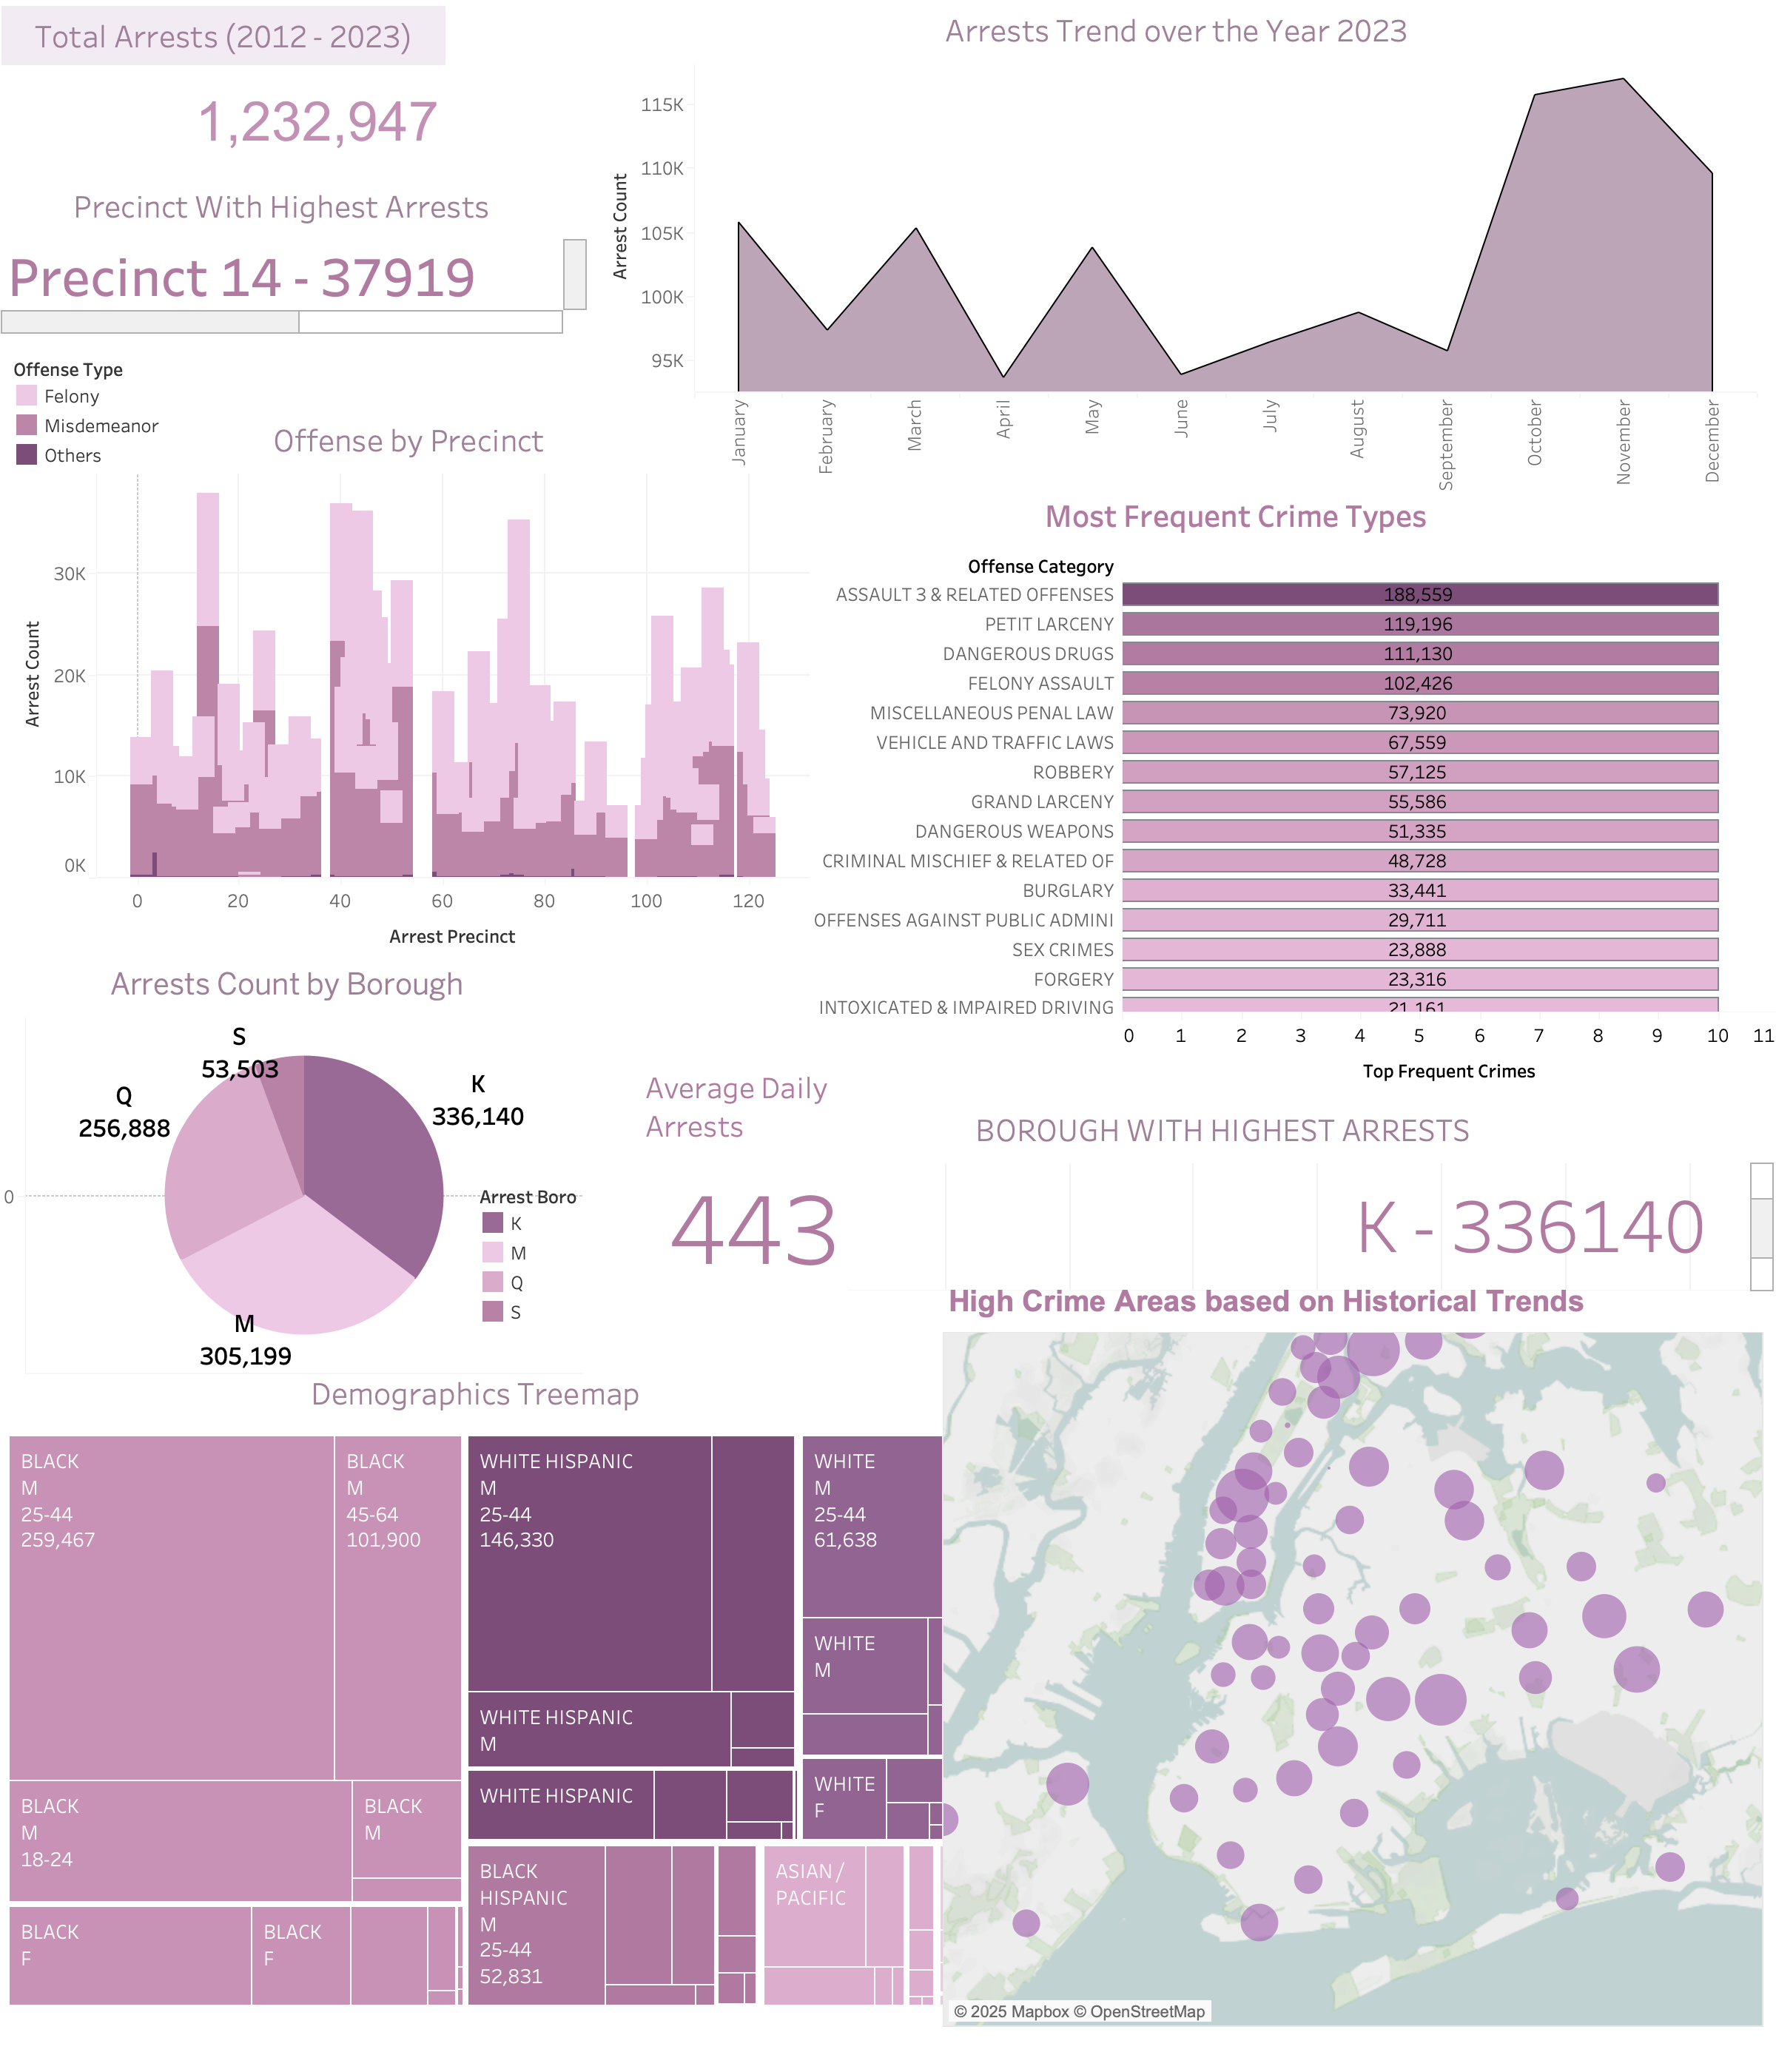 Total Arrests (2012 - 2023)
1,232,947
Precinct With Highest Arrests
Precinct 14 - 37919
Arrests Trend over the Year 2023
Arrest Count
115K
110K
105K
100K
95K
January
February
March
April
May
June
July
August
September
October
November
December
Offense Type
Felony
Misdemeanor
Others
Offense by Precinct
Arrest Count
30K
20K
10K
0K
0
20
40
60
80
100
120
Arrest Precinct
Most Frequent Crime Types
Offense Category
ASSAULT 3 & RELATED OFFENSES 188,559
PETIT LARCENY 119,196
DANGEROUS DRUGS 111,130
FELONY ASSAULT 102,426
MISCELLANEOUS PENAL LAW 73,920
VEHICLE AND TRAFFIC LAWS 67,559
ROBBERY 57,125
GRAND LARCENY 55,586
DANGEROUS WEAPONS 51,335
CRIMINAL MISCHIEF & RELATED OF 48,728
BURGLARY 33,441
OFFENSES AGAINST PUBLIC ADMINI 29,711
SEX CRIMES 23,888
FORGERY 23,316
INTOXICATED & IMPAIRED DRIVING 21,161
0 1 2 3 4 5 6 7 8 9 10 11
Top Frequent Crimes
Arrests Count by Borough
S
53,503
Q
256,888
K
336,140
M
305,199
0
Arrest Boro
K
M
Q
S
Average Daily
Arrests
443
BOROUGH WITH HIGHEST ARRESTS
K - 336140
Demographics Treemap
BLACK
M
25-44
259,467
BLACK
M
45-64
101,900
BLACK
M
18-24
BLACK
M
BLACK
F
BLACK
F
WHITE HISPANIC
M
25-44
146,330
WHITE HISPANIC
M
WHITE HISPANIC
BLACK
HISPANIC
M
25-44
52,831
WHITE
M
25-44
61,638
WHITE
M
WHITE
F
ASIAN /
PACIFIC
High Crime Areas based on Historical Trends
© 2025 Mapbox © OpenStreetMap